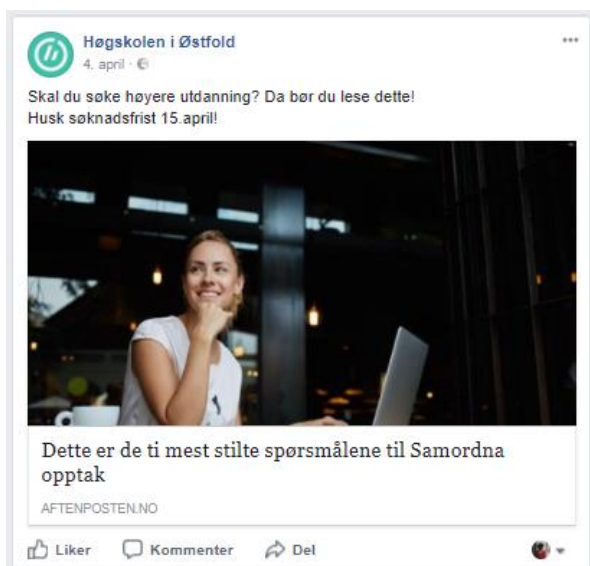 Høgskolen i Østfold
4. april ·
Skal du søke høyere utdanning? Da bør du lese dette!
Husk søknadsfrist 15.april!
Dette er de ti mest stilte spørsmålene til Samordna
opptak
AFTENPOSTEN.NO
Liker Kommenter Del